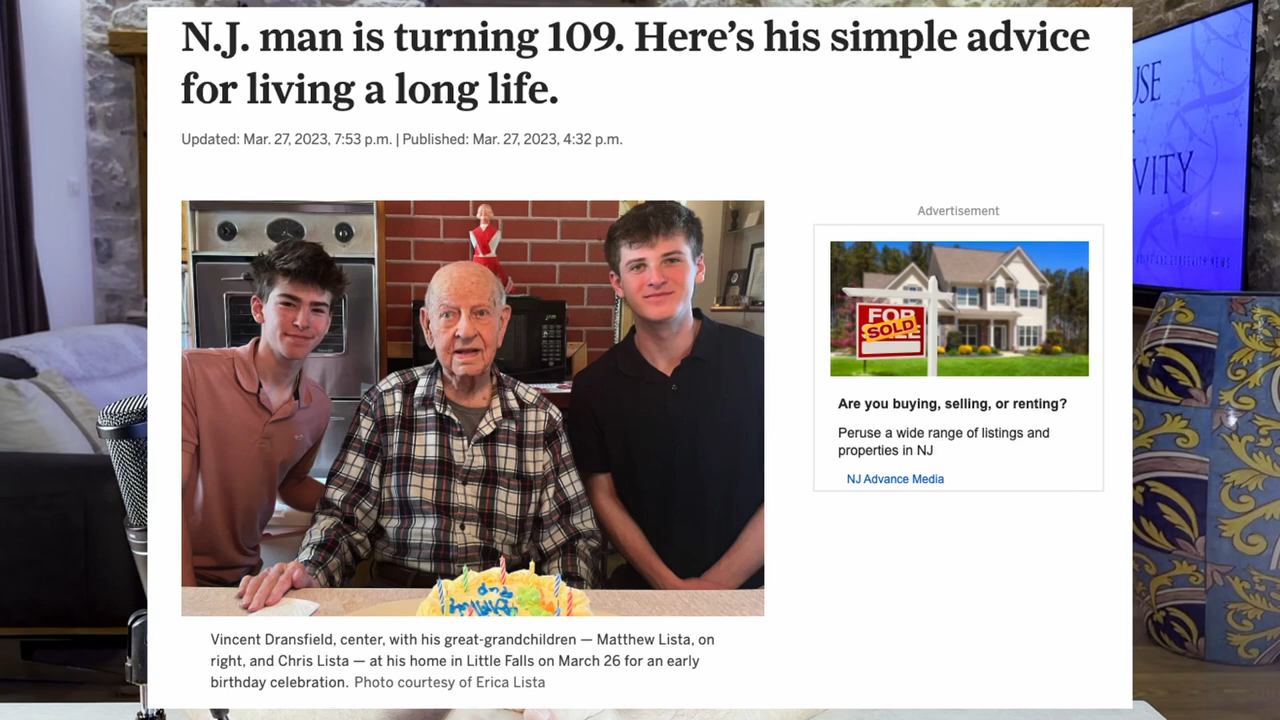 N.J. man is turning 109. Here’s his simple advice
for living a long life.
Updated: Mar. 27, 2023, 7:53 p.m. | Published: Mar. 27, 2023, 4:32 p.m.
Advertisement
FOR
SOLD
Are you buying, selling, or renting?
Peruse a wide range of listings and
properties in NJ
NJ Advance Media
Vincent Dransfield, center, with his great-grandchildren — Matthew Lista, on
right, and Chris Lista — at his home in Little Falls on March 26 for an early
birthday celebration. Photo courtesy of Erica Lista